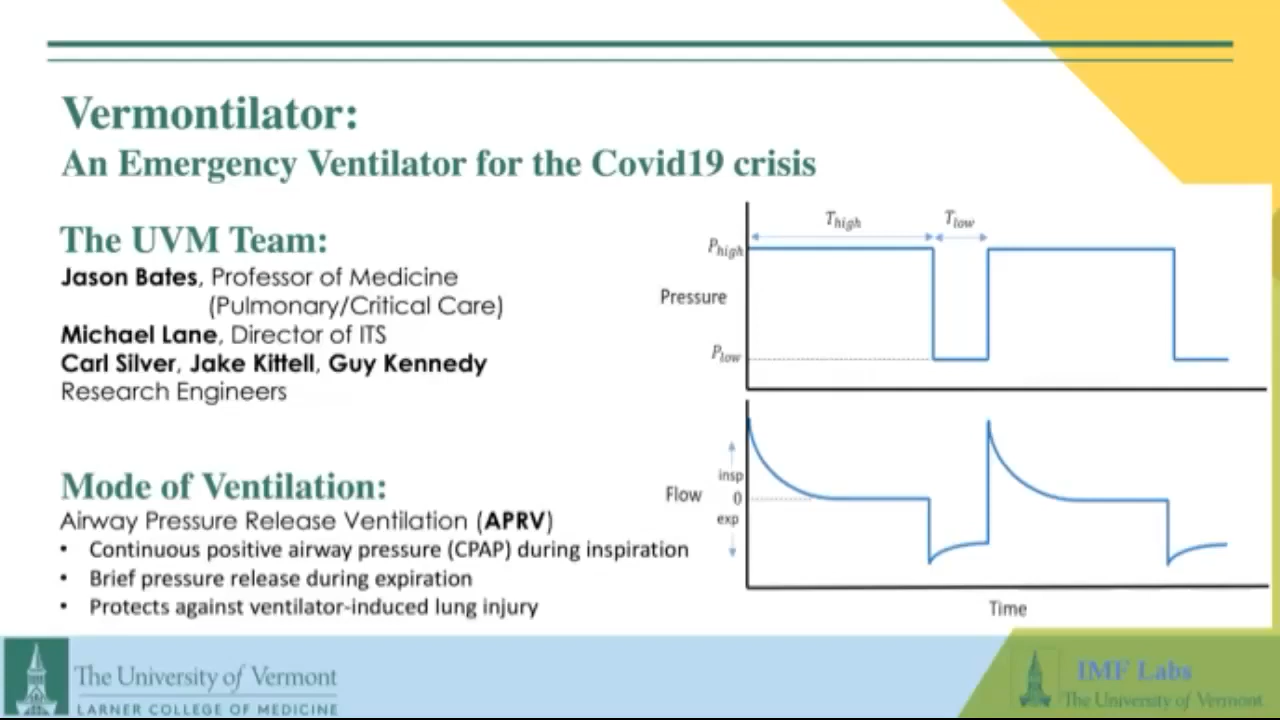 Vermontilator:
An Emergency Ventilator for the Covid19 crisis
The UVM Team:
Jason Bates, Professor of Medicine
(Pulmonary/Critical Care)
Michael Lane, Director of ITS
Carl Silver, Jake Kittell, Guy Kennedy
Research Engineers
Mode of Ventilation:
Airway Pressure Release Ventilation (APRV)
• Continuous positive airway pressure (CPAP) during inspiration
• Brief pressure release during expiration
• Protects against ventilator-induced lung injury
T_high T_low
P_high
Pressure
P_low
insp
Flow 0
exp
Time
The University of Vermont
LARNER COLLEGE OF MEDICINE
IMF Labs
The University of Vermont